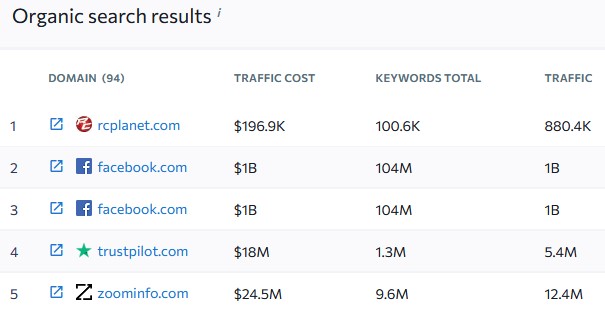 Organic search results i
DOMAIN (94) TRAFFIC COST KEYWORDS TOTAL TRAFFIC
1 rcplanet.com $196.9K 100.6K 880.4K
2 facebook.com $1B 104M 1B
3 facebook.com $1B 104M 1B
4 trustpilot.com $18M 1.3M 5.4M
5 zoominfo.com $24.5M 9.6M 12.4M